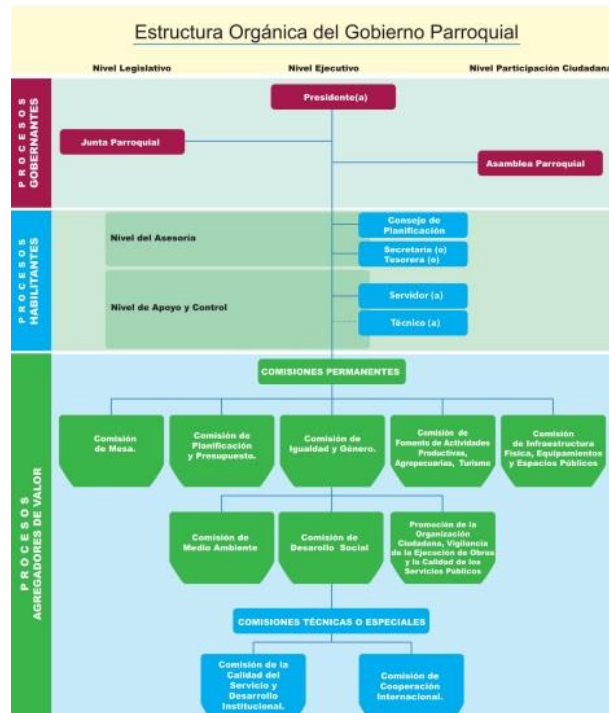 Estructura Orgánica del Gobierno Parroquial
Nivel Legislativo
Nivel Ejecutivo
Nivel Participación Ciudadana
PROCESOS
GOBERNANTES
Presidente(a)
Junta Parroquial
Asamblea Parroquial
PROCESOS
HABILITANTES
Nivel del Asesoría
Consejo de
Planificación
Secretaria (o)
Tesorera (o)
Nivel de Apoyo y Control
Servidor (a)
Técnico (a)
PROCESOS
AGREGADORES DE VALOR
COMISIONES PERMANENTES
Comisión
de Mesa.
Comisión de
Planificación
y Presupuesto.
Comisión de
Igualdad y Género.
Comisión de
Fomento de Actividades
Productivas,
Agropecuarias, Turismo
Comisión
de Infraestructura
Física, Equipamientos
y Espacios Públicos
Comisión de
Medio Ambiente
Comisión de
Desarollo Social
Promoción de la
Organización
Ciudadana, Vigilancia
de la Ejecución de Obras
y la Calidad de los
Servicios Públicos
COMISIONES TÉCNICAS O ESPECIALES
Comisión de la
Calidad del
Servicio y
Desarrollo
Institucional.
Comisión de
Cooperación
Internacional.